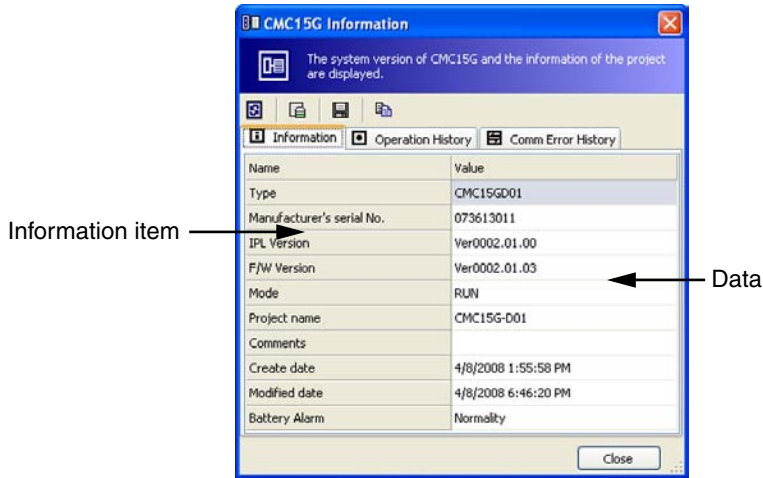 CMC15G Information
The system version of CMC15G and the information of the project
are displayed.
Information Operation History Comm Error History
Name Value
Type CMC15GD01
Manufacturer's serial No. 073613011
IPL Version Ver0002.01.00
F/W Version Ver0002.01.03
Mode RUN
Project name CMC15G-D01
Comments
Create date 4/8/2008 1:55:58 PM
Modified date 4/8/2008 6:46:20 PM
Battery Alarm Normality
Close
Information item
Data